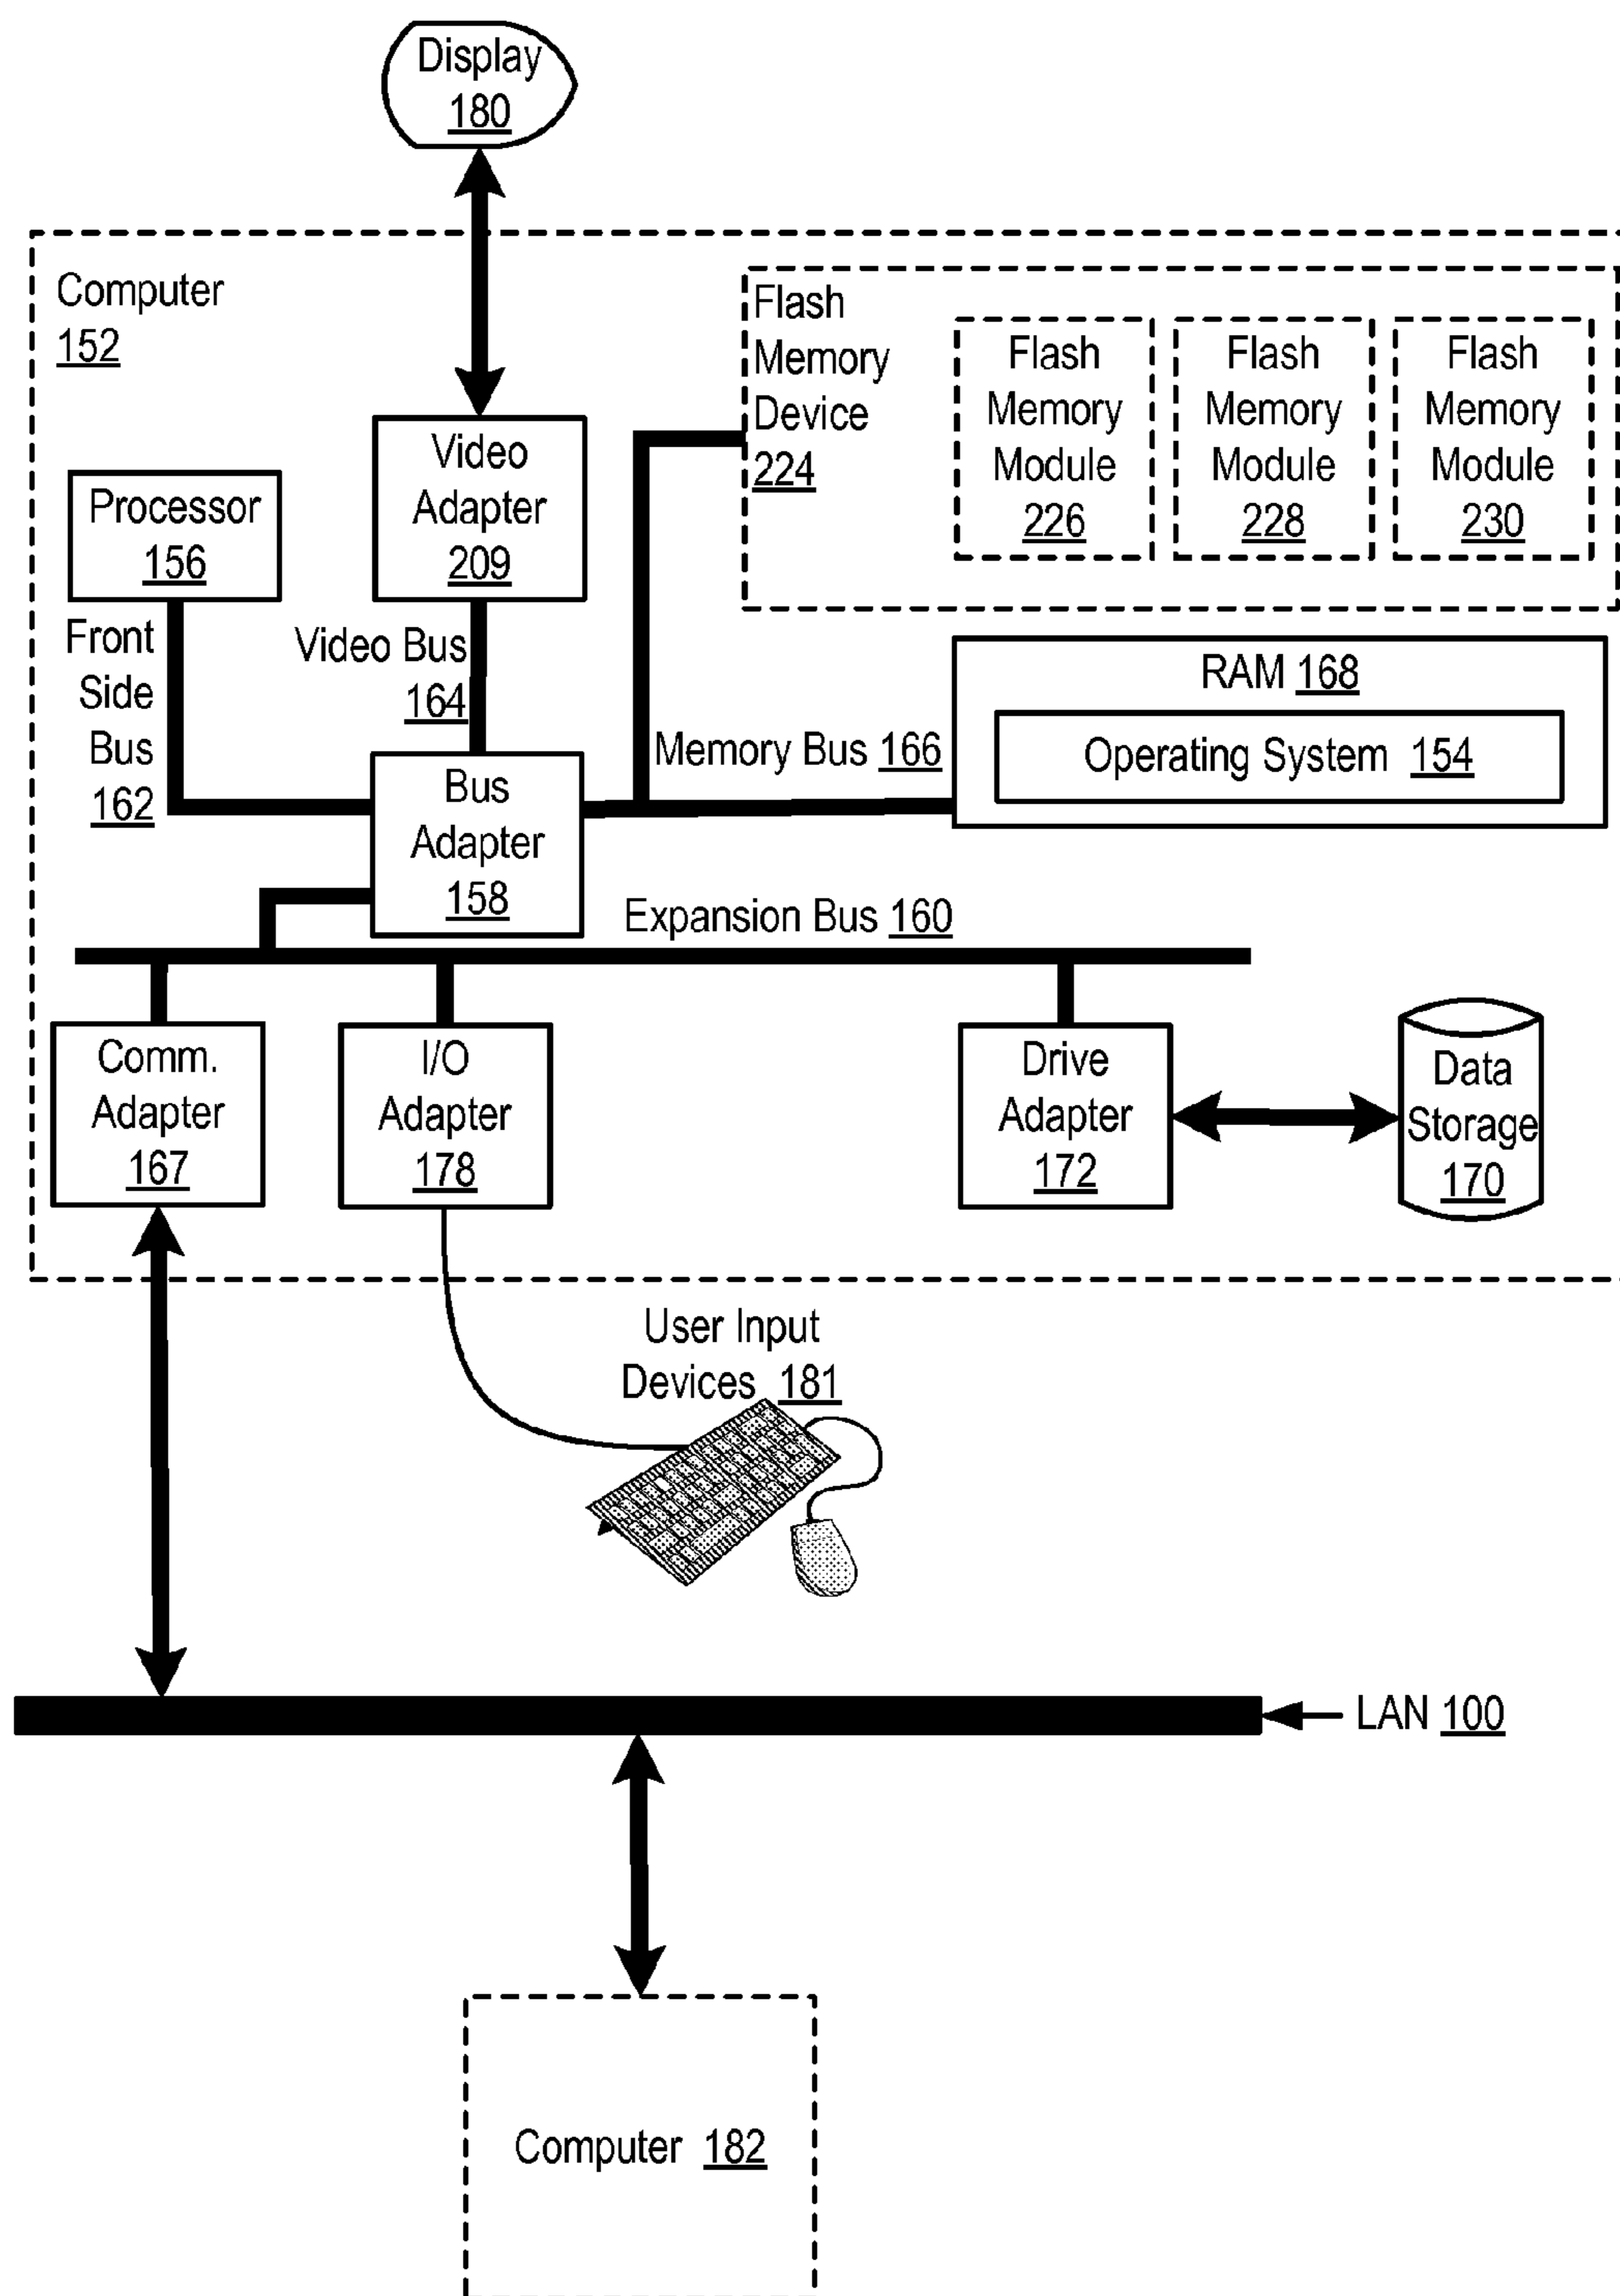 Display
180
Computer
152
Flash
Memory
Device
224
Flash
Memory
Module
226
Flash
Memory
Module
228
Flash
Memory
Module
230
Video
Adapter
209
Processor
156
Front
Side
Bus
162
Video Bus
164
RAM 168
Operating System 154
Memory Bus 166
Bus
Adapter
158
Expansion Bus 160
Comm.
Adapter
167
I/O
Adapter
178
Drive
Adapter
172
Data
Storage
170
User Input
Devices 181
LAN 100
Computer 182